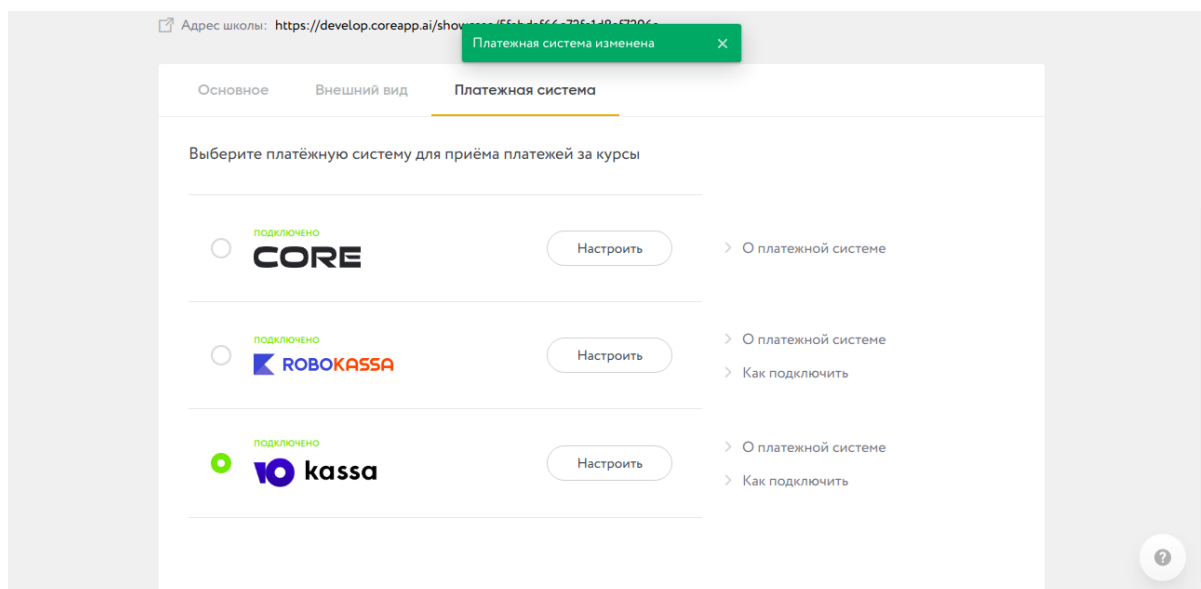 Адрес школы: https://develop.coreapp.ai/
Платежная система изменена
Основное Внешний вид Платежная система
Выберите платёжную систему для приёма платежей за курсы
ПОДКЛЮЧЕНО
CORE
Настроить
О платежной системе
ПОДКЛЮЧЕНО
ROBOKASSA
Настроить
О платежной системе
Как подключить
ПОДКЛЮЧЕНО
Ю kassa
Настроить
О платежной системе
Как подключить
?